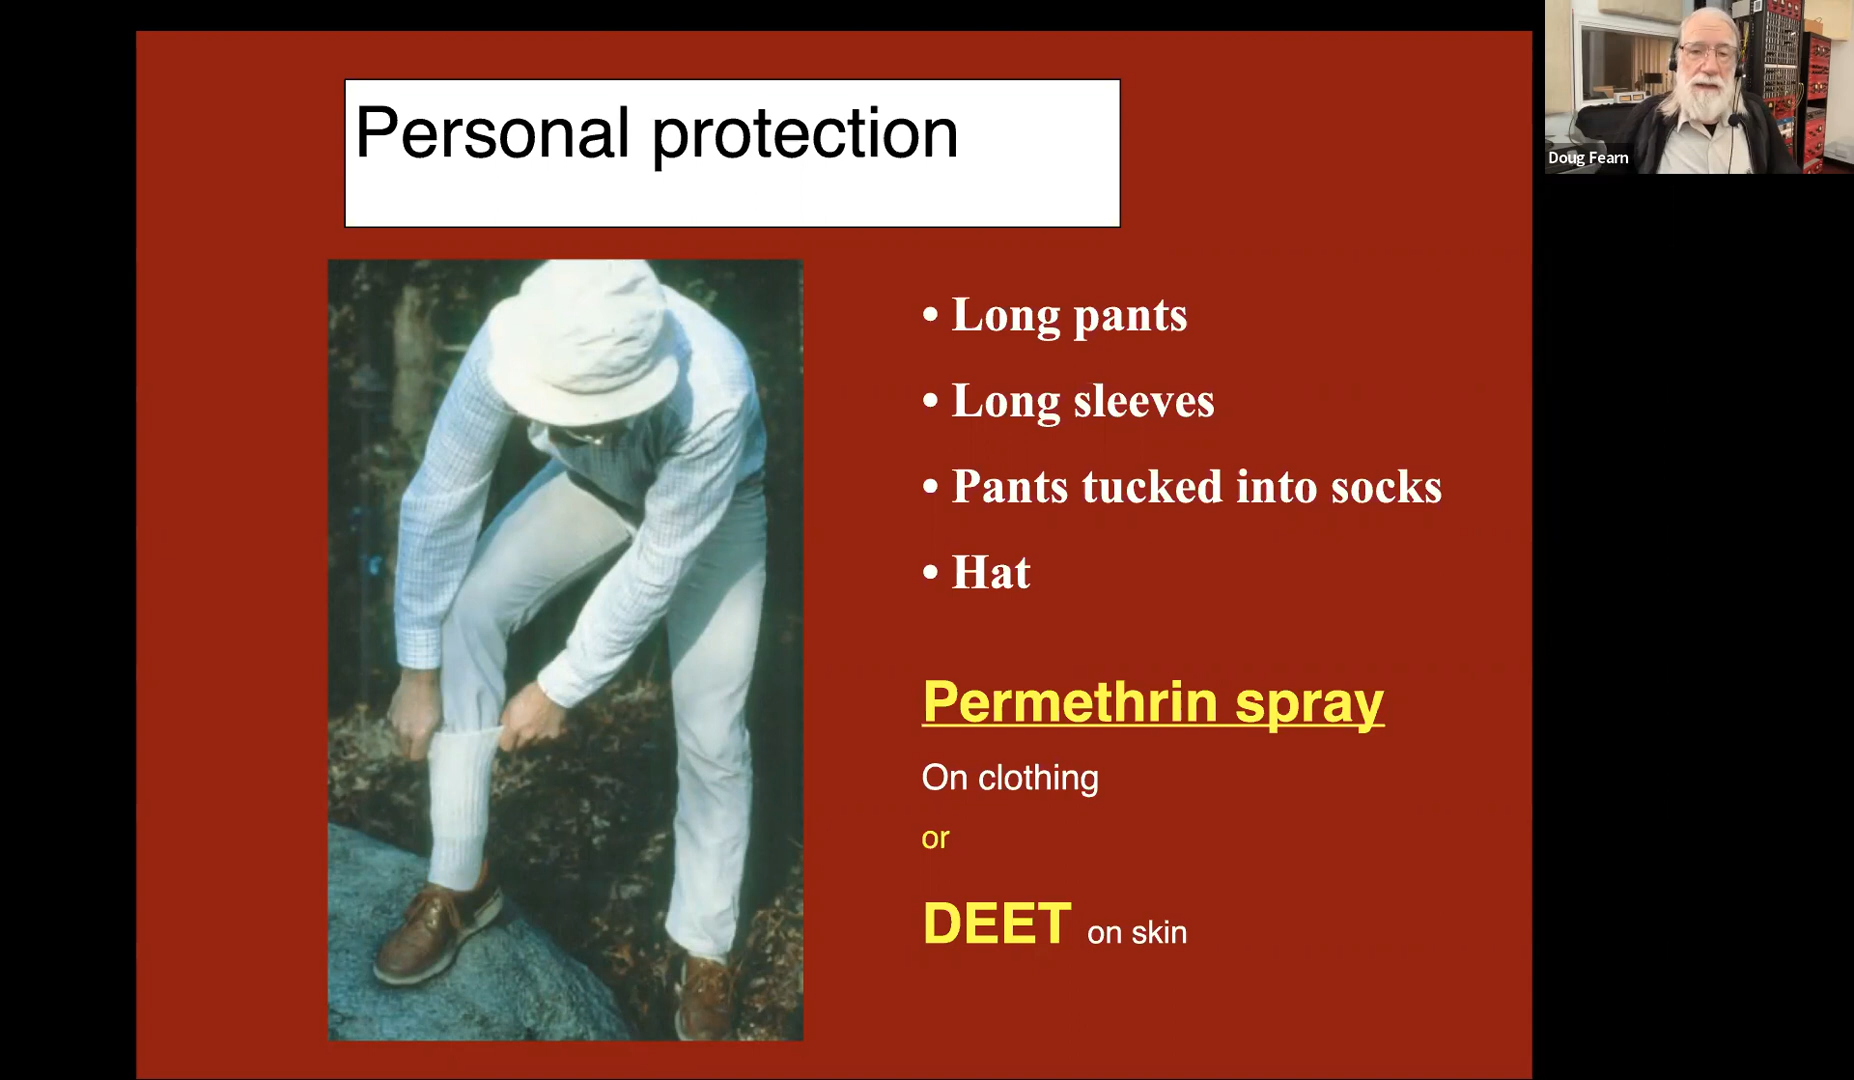 Personal protection
• Long pants
• Long sleeves
• Pants tucked into socks
• Hat
Permethrin spray
On clothing
or
DEET on skin
Doug Fearn